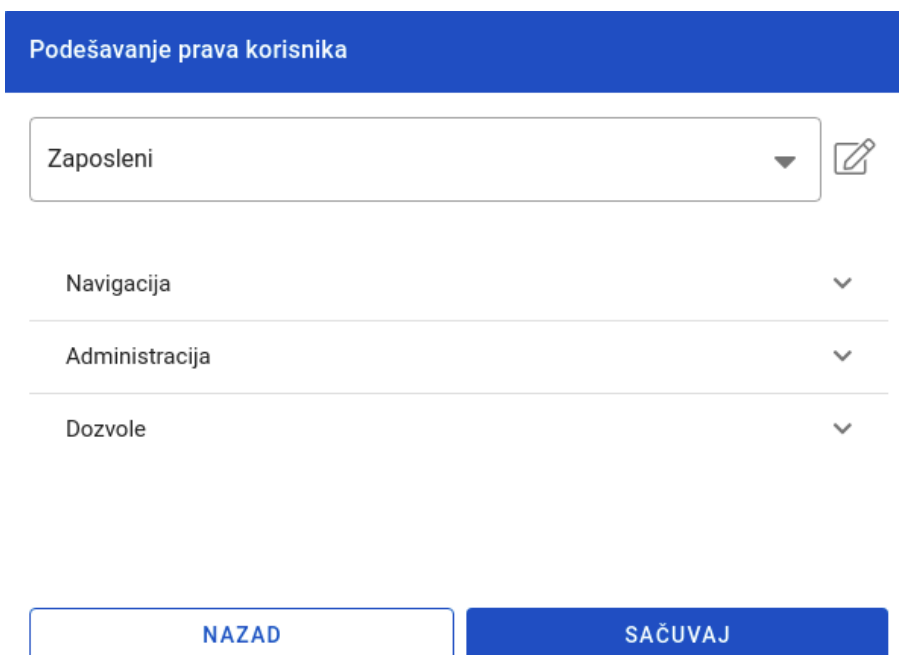 Podešavanje prava korisnika
Zaposleni
Navigacija
Administracija
Dozvole
NAZAD
SAČUVAJ